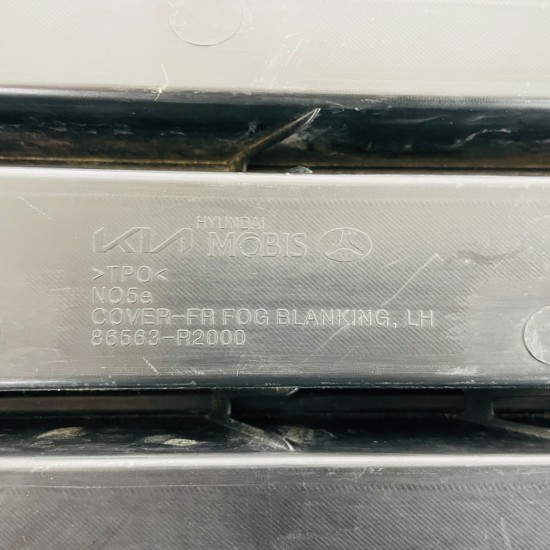 KIA HYUNDAI MOBIS
>TPO<
NO5e
COVER-FR FOG BLANKING, LH
86563-R2000